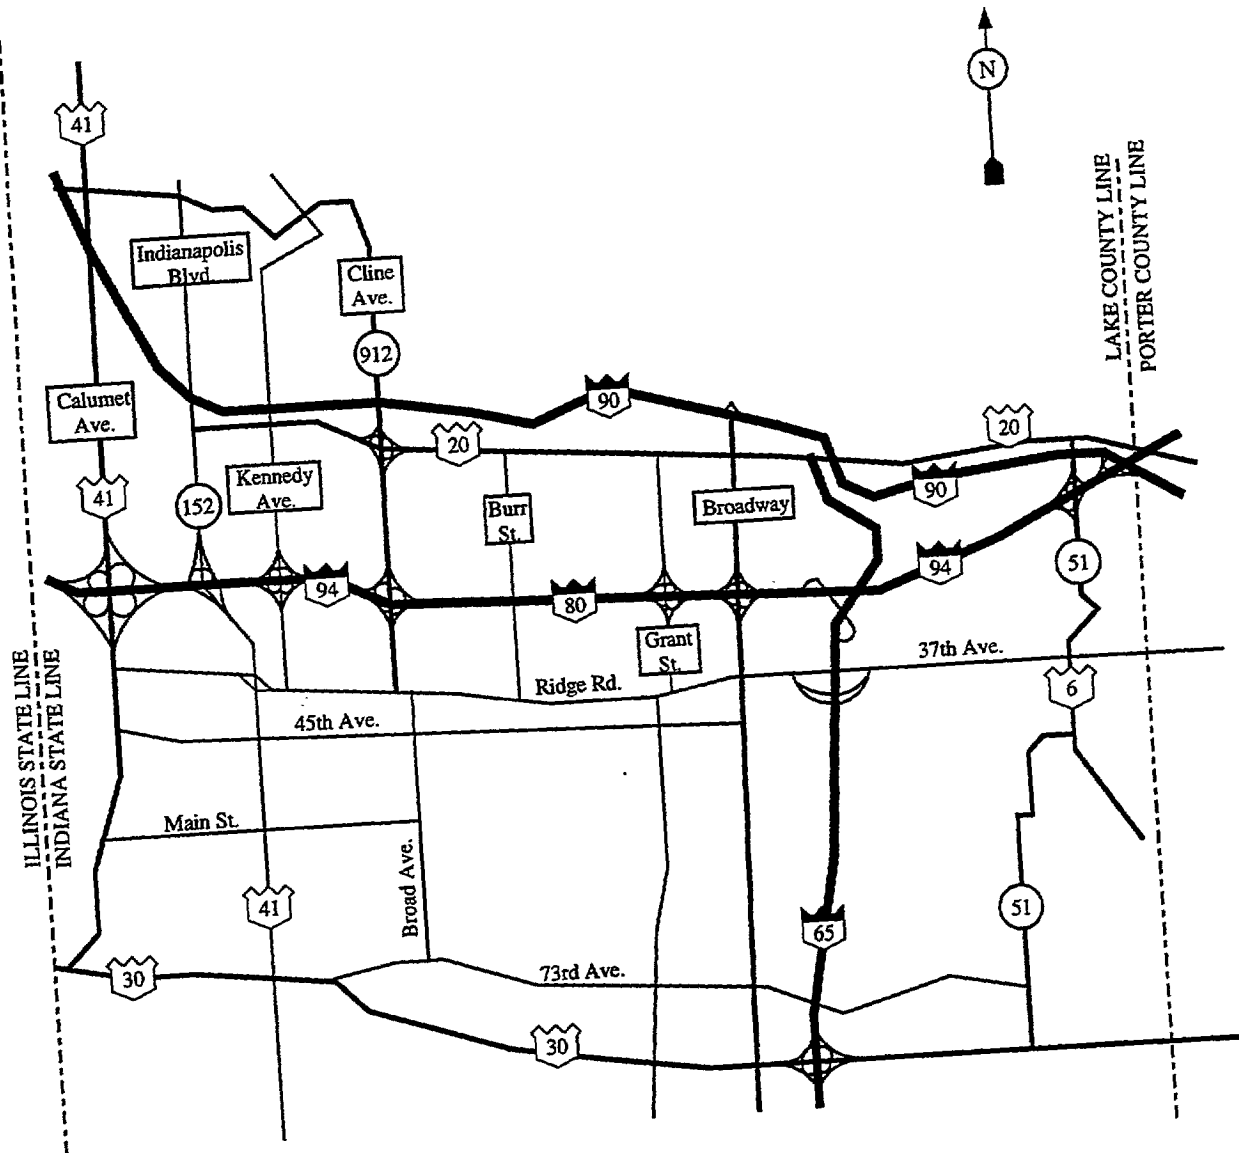 N
41
LAKE COUNTY LINE
PORTER COUNTY LINE
Indianapolis
Blvd.
Cline
Ave.
912
Calumet
Ave.
90
20
20
Kennedy
Ave.
41
152
Burr
St.
Broadway
90
94
80
94
51
Grant
St.
37th Ave.
6
Ridge Rd.
45th Ave.
ILLINOIS STATE LINE
INDIANA STATE LINE
Main St.
Broad Ave.
41
51
65
30
73rd Ave.
30